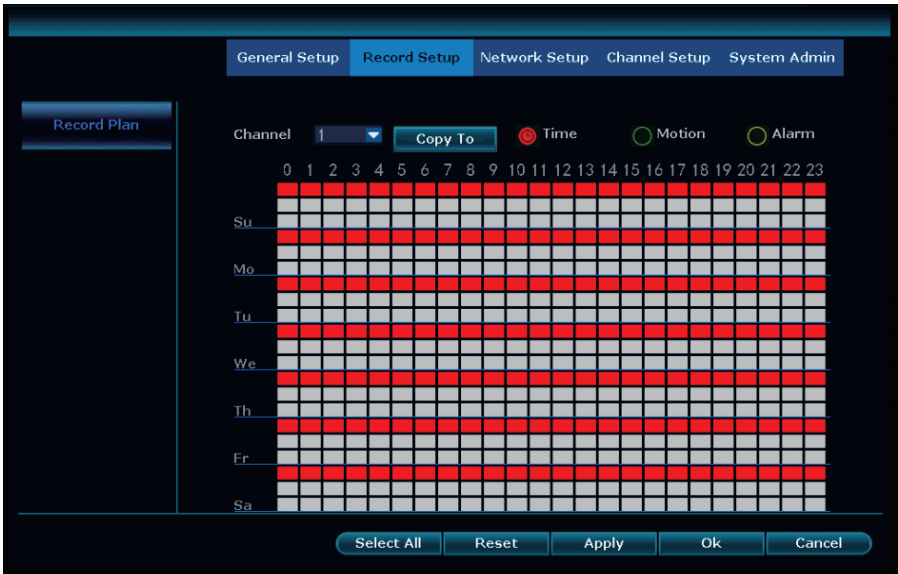 General Setup Record Setup Network Setup Channel Setup System Admin
Record Plan
Channel 1 Copy To Time Motion Alarm
0 1 2 3 4 5 6 7 8 9 10 11 12 13 14 15 16 17 18 19 20 21 22 23
Su
Mo
Tu
We
Th
Fr
Sa
Select All Reset Apply Ok Cancel